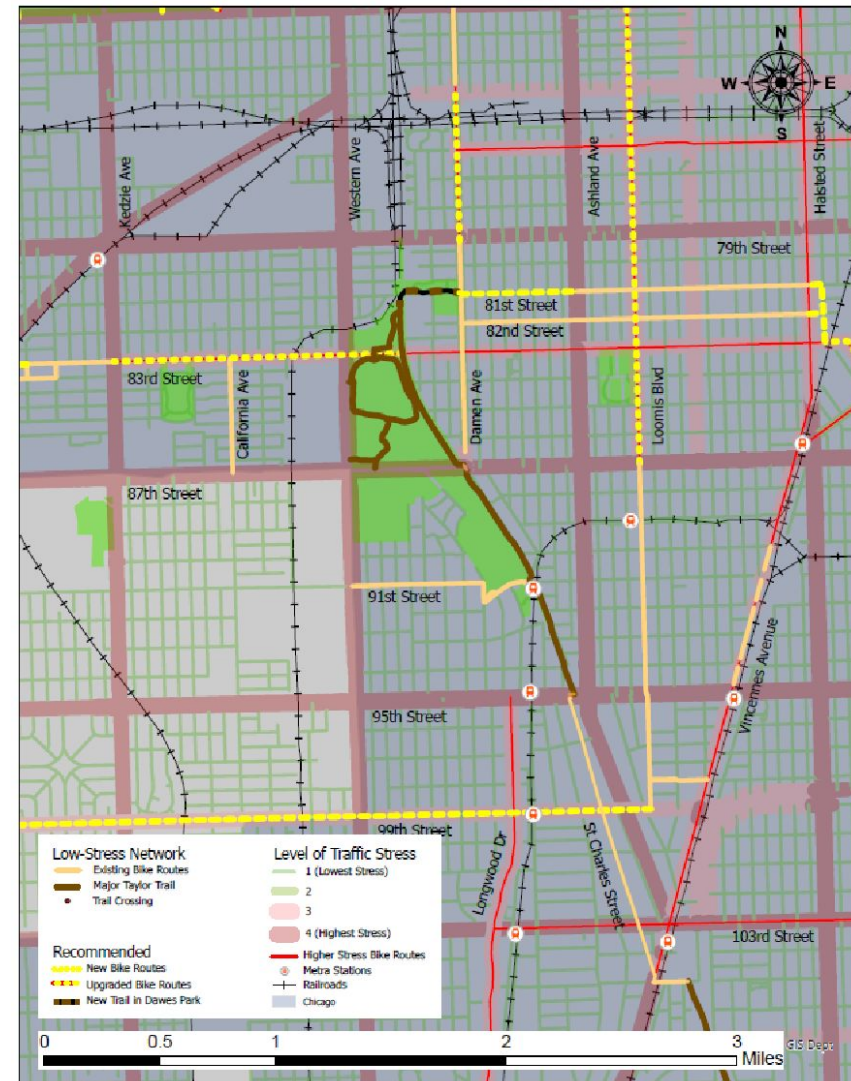 N
W
E
S
Kedzie Ave
Western Ave
Ashland Ave
Halsted Street
79th Street
81st Street
82nd Street
83rd Street
California Ave
Damen Ave
Loomis Blvd
87th Street
91st Street
95th Street
Vincennes Avenue
99th Street
Longwood Dr
St Charles Street
103rd Street
Low-Stress Network
Existing Bike Routes
Major Taylor Trail
Trail Crossing
Recommended
New Bike Routes
Upgraded Bike Routes
New Trail in Dawes Park
Level of Traffic Stress
1 (Lowest Stress)
2
3
4 (Highest Stress)
Higher Stress Bike Routes
Metra Stations
Railroads
Chicago
0 0.5 1 2 3
Miles
GIS Dept